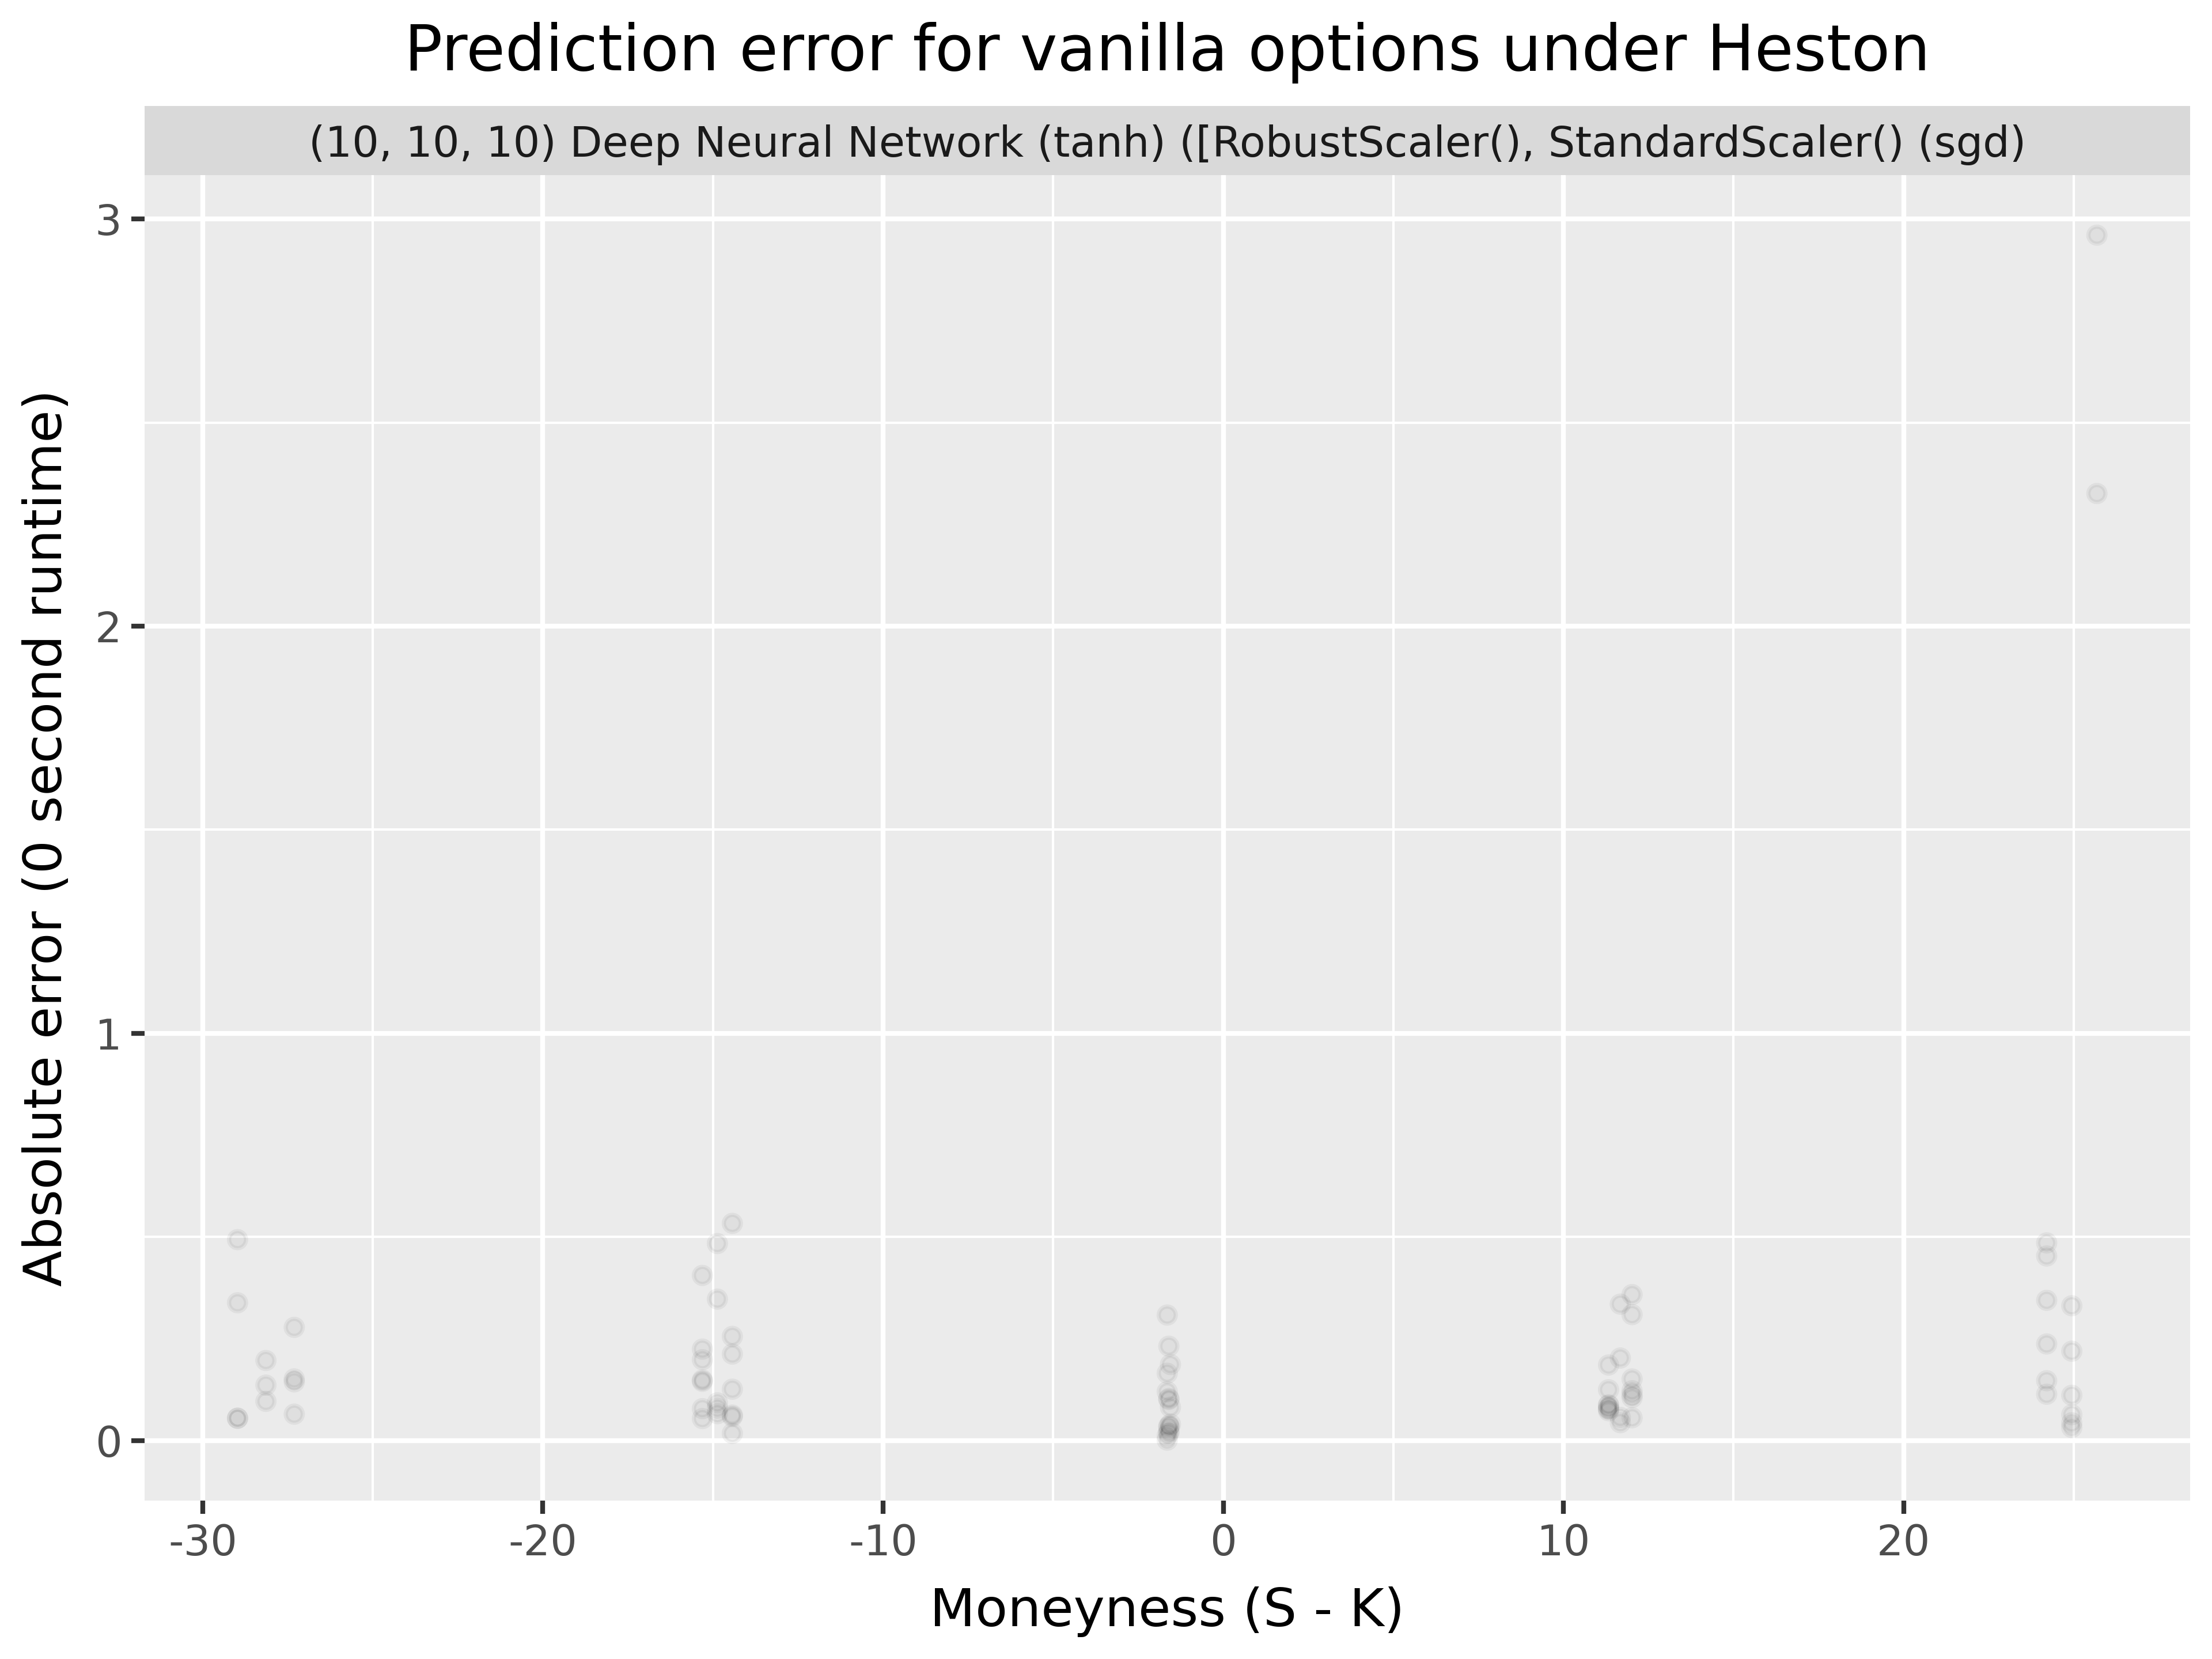 Prediction error for vanilla options under Heston
(10, 10, 10) Deep Neural Network (tanh) ([RobustScaler(), StandardScaler() (sgd)
Absolute error (0 second runtime)
3
2
1
0
-30 -20 -10 0 10 20
Moneyness (S - K)